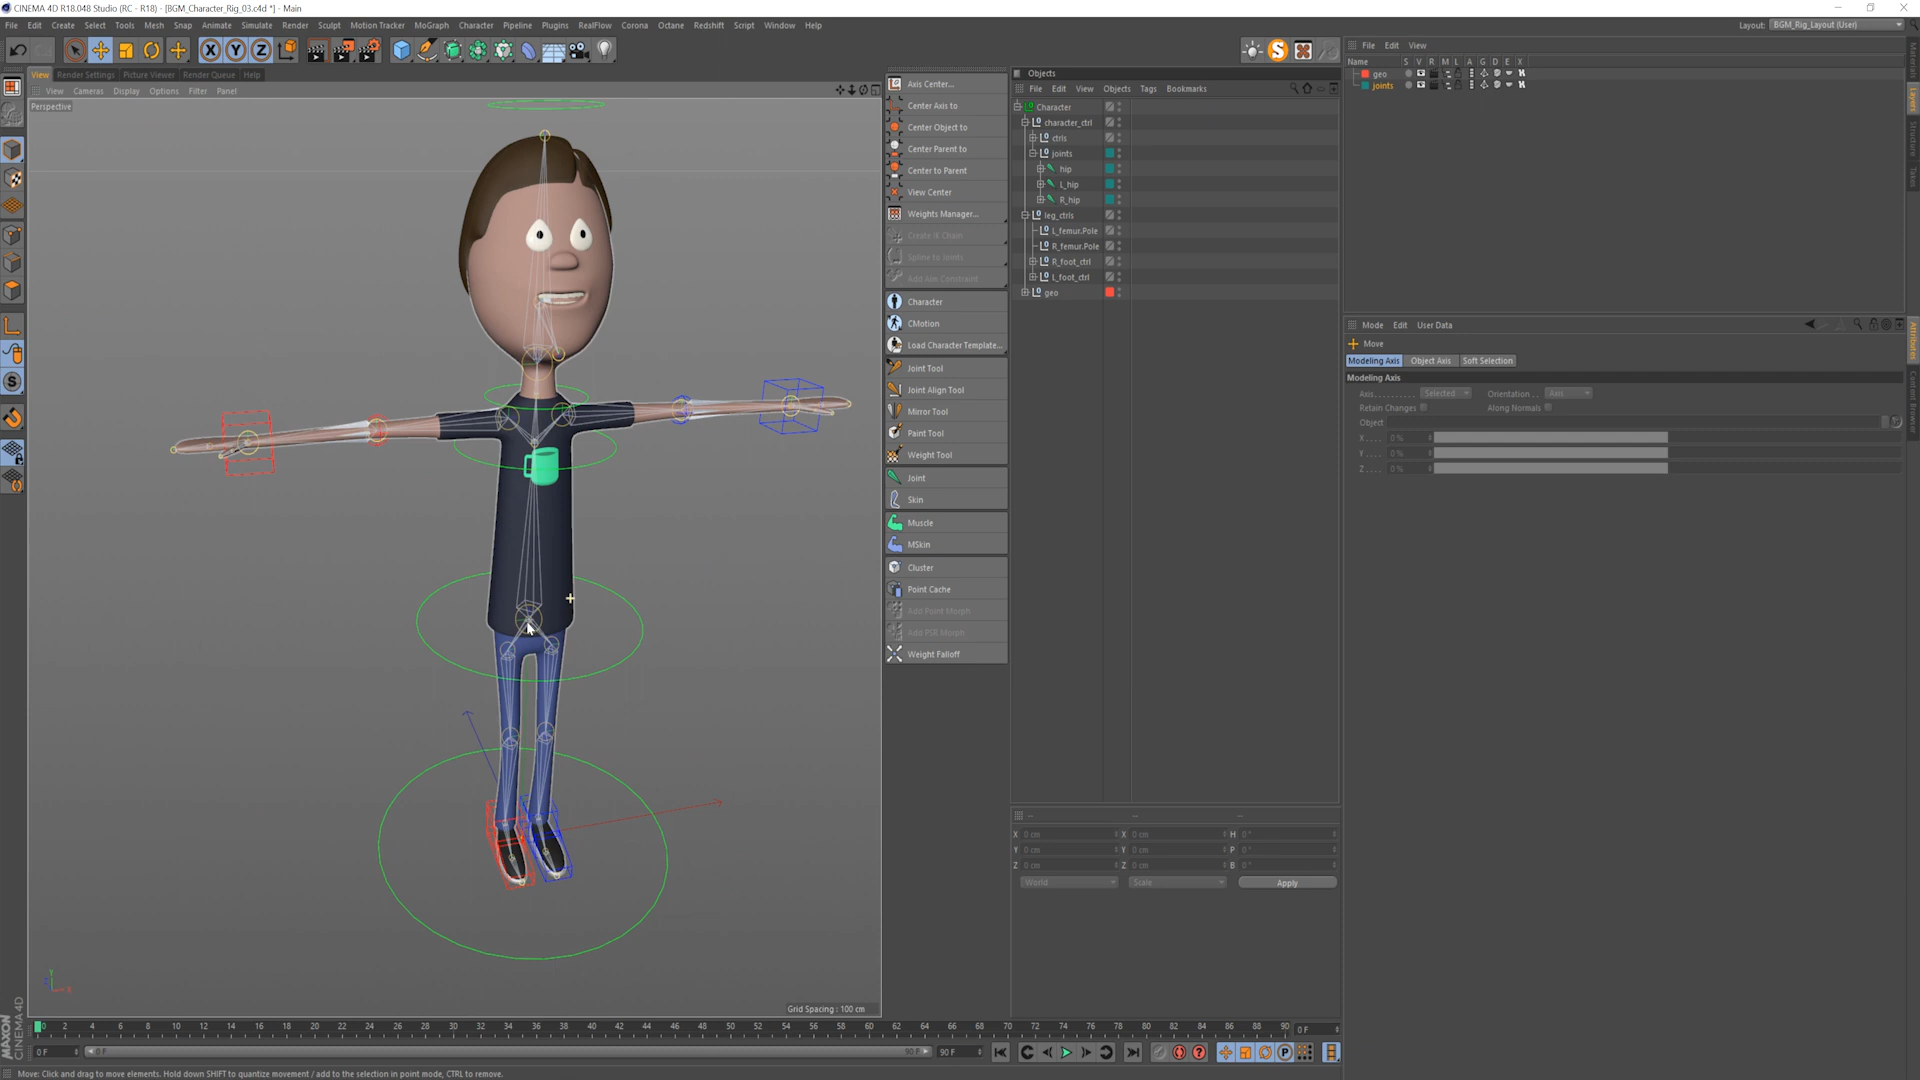 CINEMA 4D R18.048 Studio (RC - R18) - [BGM_Character_Rig_03.c4d *] - Main
File Edit Create Select Tools Mesh Snap Animate Simulate Render Sculpt Motion Tracker MoGraph Character Pipeline Plugins RealFlow Corona Octane Redshift Script Window Help
Layout: BGM_Rig_Layout (User)
View Render Settings Picture Viewer Render Queue Help
View Cameras Display Options Filter Panel
Perspective
Grid Spacing : 100 cm
Axis Center...
Center Axis to
Center Object to
Center Parent to
Center to Parent
View Center
Weights Manager...
Create IK Chain
Spline to Joints
Add Aim Constraint
Character
CMotion
Load Character Template...
Joint Tool
Joint Align Tool
Mirror Tool
Paint Tool
Weight Tool
Joint
Skin
Muscle
MSkin
Cluster
Point Cache
Add Point Morph
Add PSR Morph
Weight Falloff
Objects
File Edit View Objects Tags Bookmarks
Character
character_ctrl
ctrls
joints
hip
L_hip
R_hip
leg_ctrls
L_femur.Pole
R_femur.Pole
R_foot_ctrl
L_foot_ctrl
geo
-- -- --
X 0 cm X 0 cm H 0 °
Y 0 cm Y 0 cm P 0 °
Z 0 cm Z 0 cm B 0 °
World Scale Apply
File Edit View
Name S V R M L A G D E X
geo
joints
Mode Edit User Data
Move
Modeling Axis Object Axis Soft Selection
Modeling Axis
Axis........... Selected Orientation .. Axis
Retain Changes Along Normals
Object
X.... 0 %
Y.... 0 %
Z.... 0 %
Materials
Layers
Structure
Takes
Attributes
Content Browser
0 2 4 6 8 10 12 14 16 18 20 22 24 26 28 30 32 34 36 38 40 42 44 46 48 50 52 54 56 58 60 62 64 66 68 70 72 74 76 78 80 82 84 86 88 90 0 F
0 F 0 F 90 F 90 F
MAXON CINEMA 4D
Move: Click and drag to move elements. Hold down SHIFT to quantize movement / add to the selection in point mode, CTRL to remove.